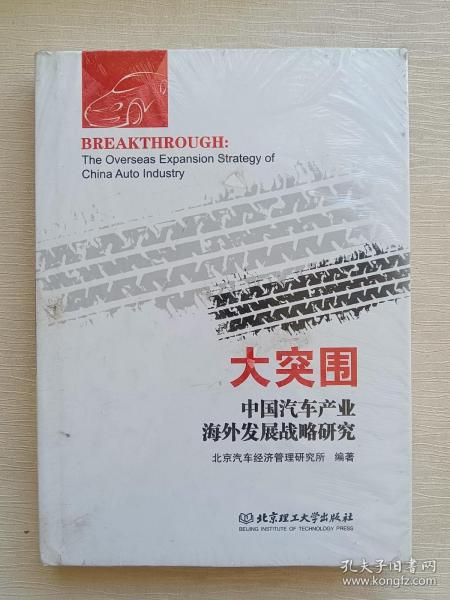 BREAKTHROUGH:
The Overseas Expansion Strategy of
China Auto Industry
大突围
中国汽车产业
海外发展战略研究
北京汽车经济管理研究所 编著
北京理工大学出版社
BEIJING INSTITUTE OF TECHNOLOGY PRESS
孔夫子旧书网
www.kongfz.com